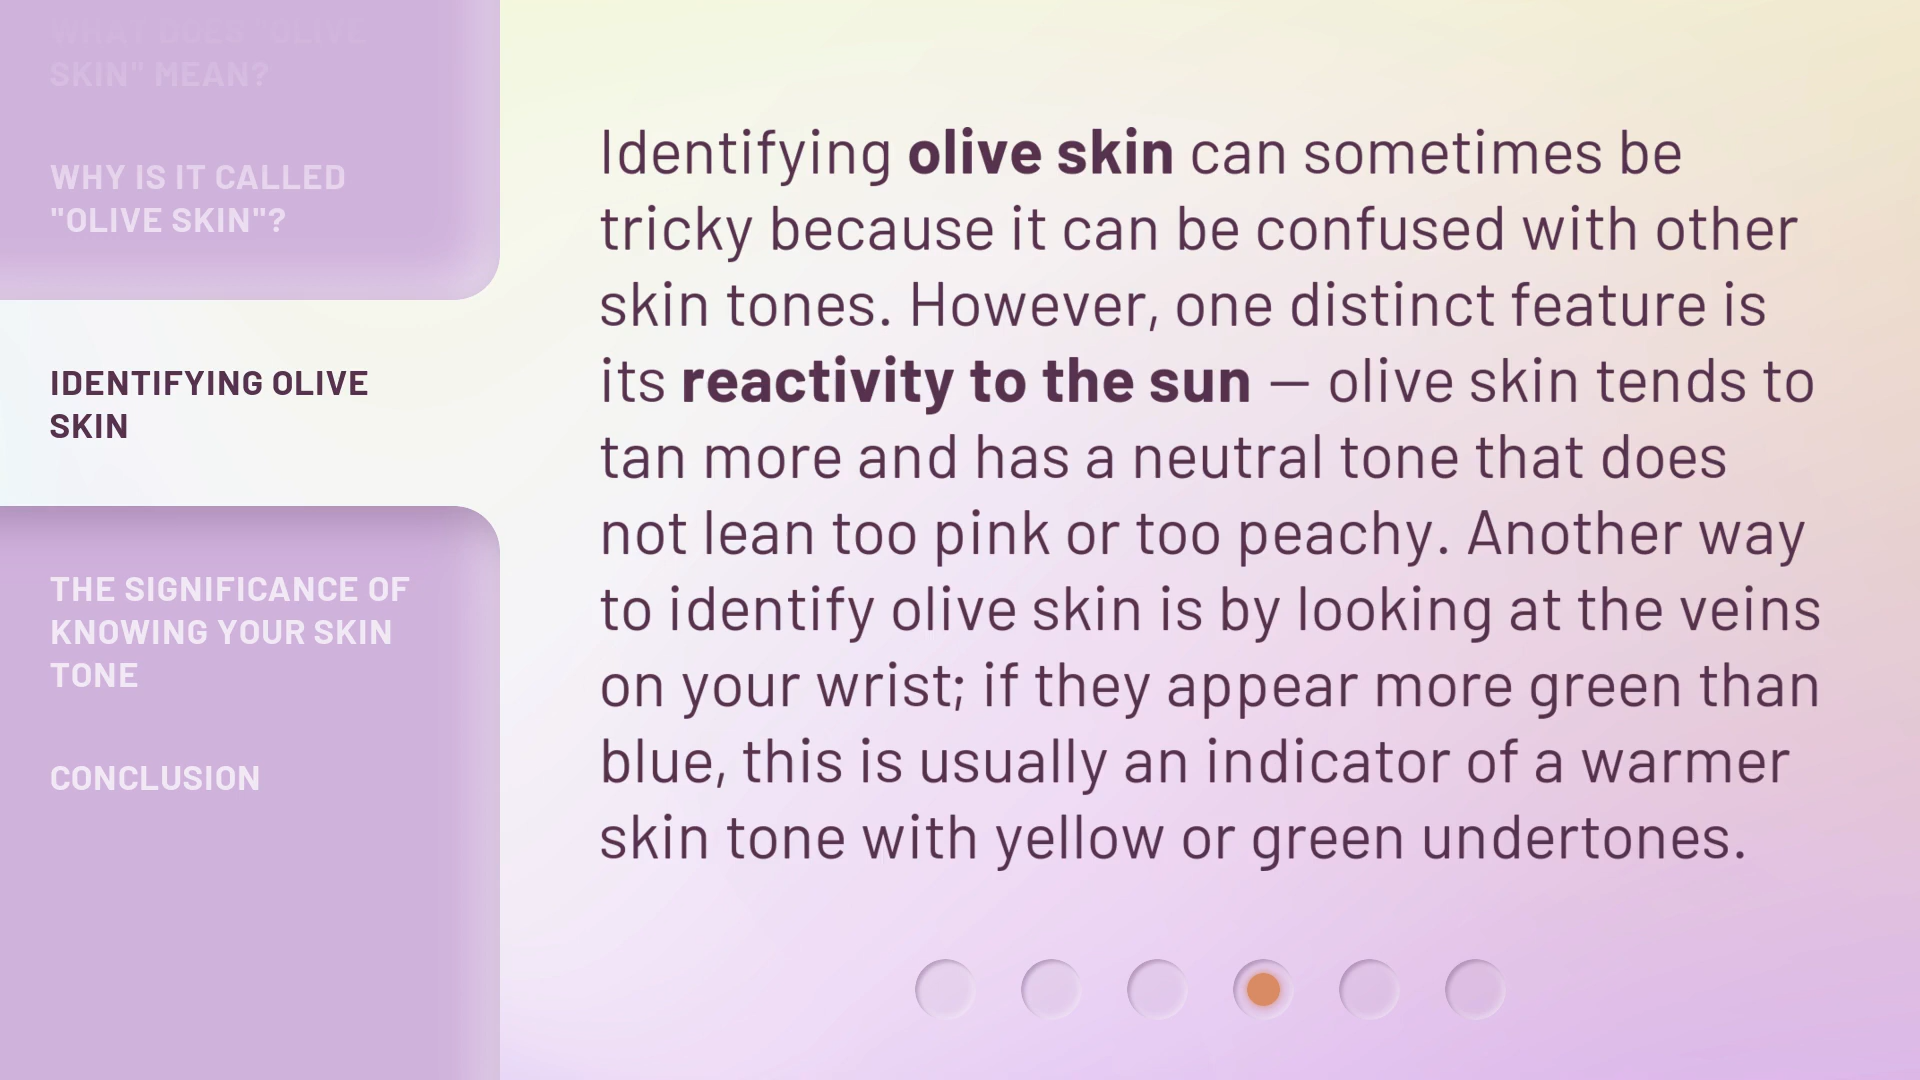 WHAT DOES "OLIVE
SKIN" MEAN?
WHY IS IT CALLED
"OLIVE SKIN"?
IDENTIFYING OLIVE
SKIN
THE SIGNIFICANCE OF
KNOWING YOUR SKIN
TONE
CONCLUSION
Identifying olive skin can sometimes be
tricky because it can be confused with other
skin tones. However, one distinct feature is
its reactivity to the sun — olive skin tends to
tan more and has a neutral tone that does
not lean too pink or too peachy. Another way
to identify olive skin is by looking at the veins
on your wrist; if they appear more green than
blue, this is usually an indicator of a warmer
skin tone with yellow or green undertones.